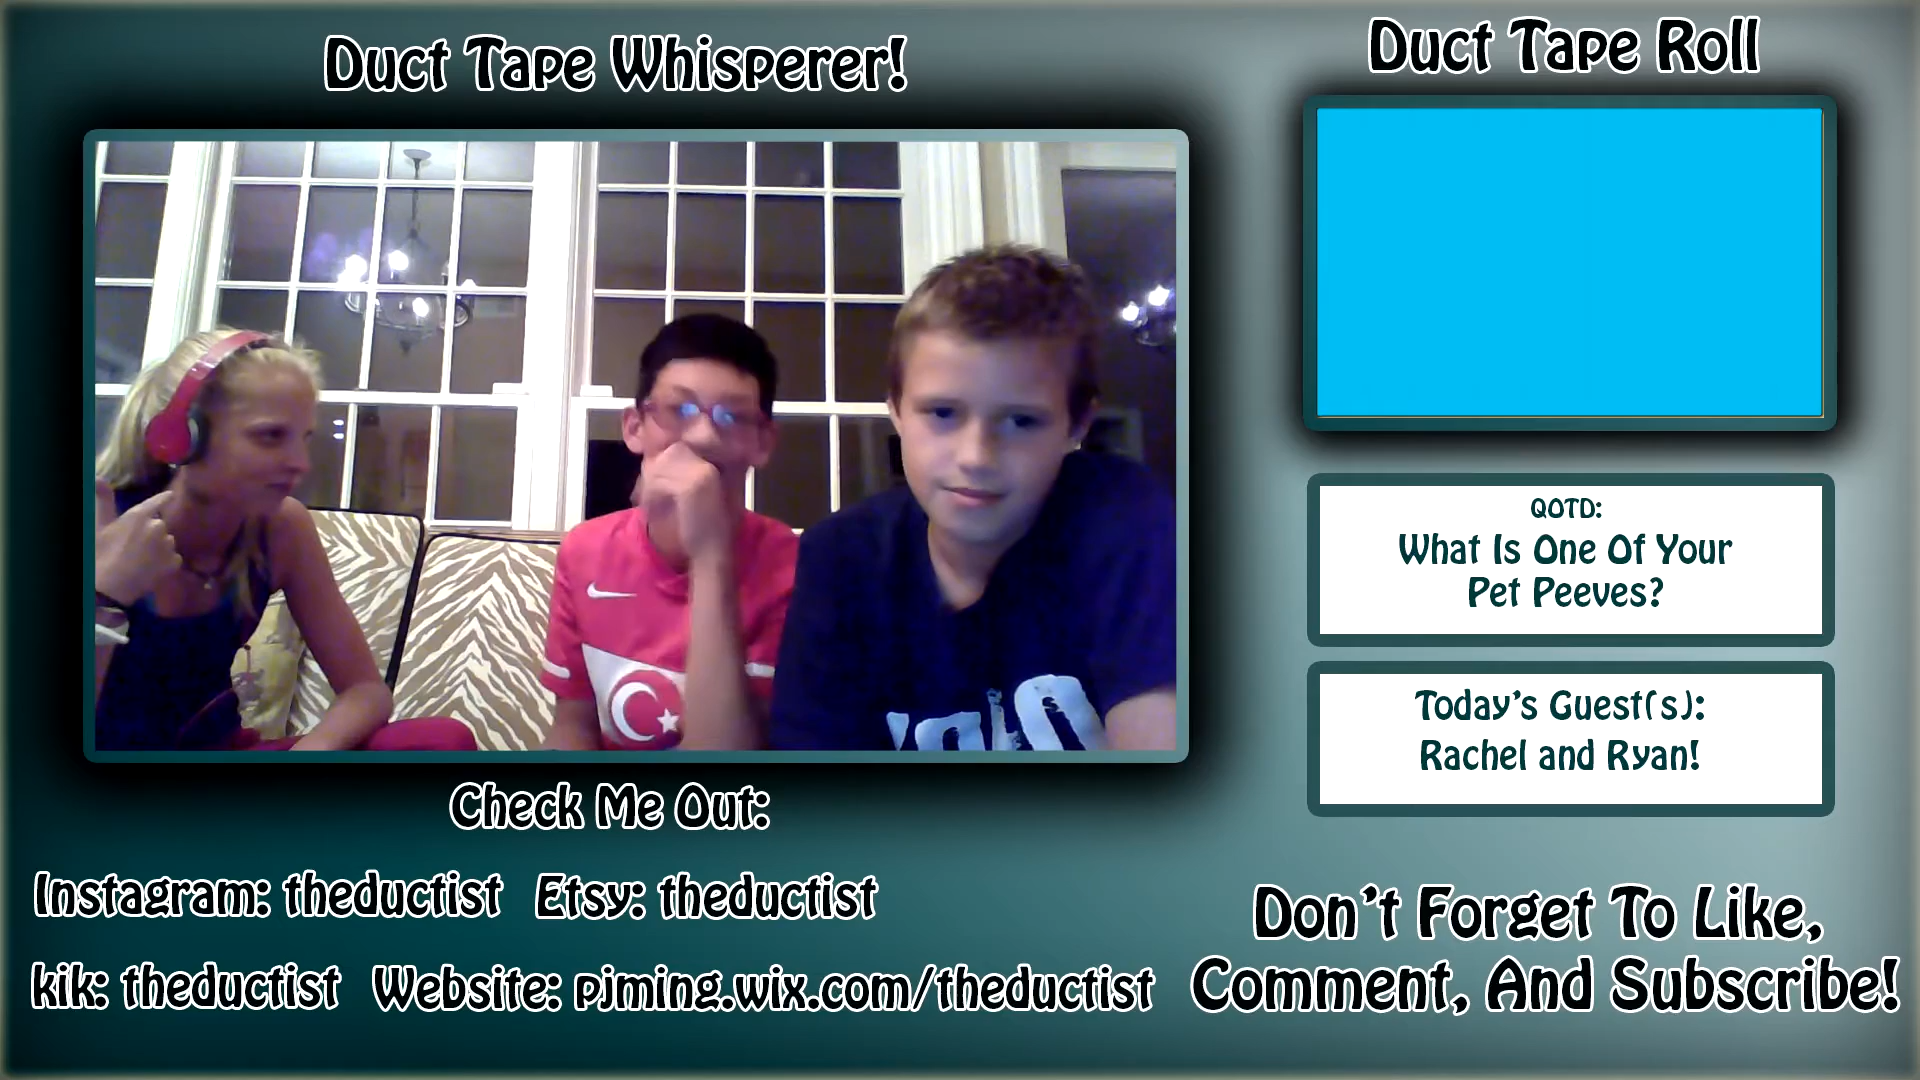 Duct Tape Whisperer!
Duct Tape Roll
QOTD:
What Is One Of Your
Pet Peeves?
Today's Guest(s):
Rachel and Ryan!
Check Me Out:
Instagram: theductist Etsy: theductist
kik: theductist Website: pjming.wix.com/theductist
Don't Forget To Like,
Comment, And Subscribe!